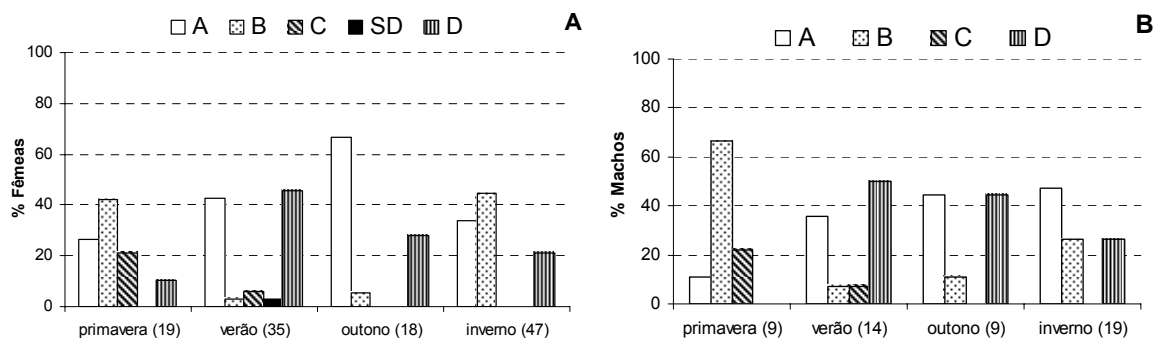 A B C SD D
A
100
80
60
40
20
0
% Fêmeas
primavera (19) verão (35) outono (18) inverno (47)
A B C D
B
100
80
60
40
20
0
% Machos
primavera (9) verão (14) outono (9) inverno (19)